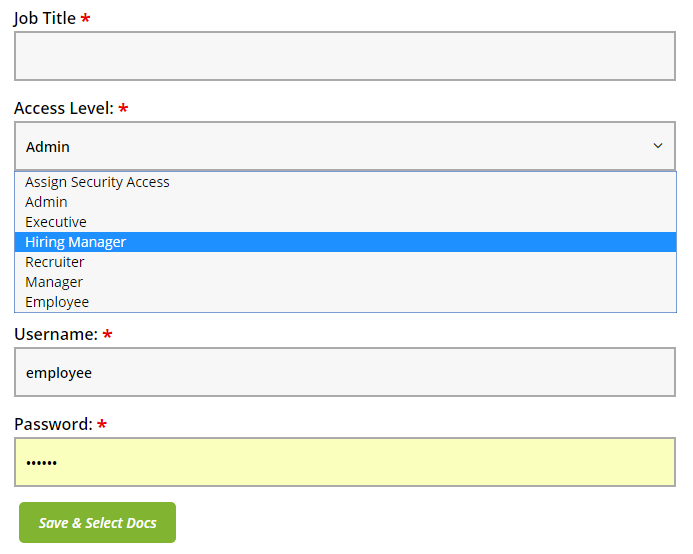 Job Title *
Access Level: *
Admin
Assign Security Access
Admin
Executive
Hiring Manager
Recruiter
Manager
Employee
Username: *
employee
Password: *
••••••
Save & Select Docs